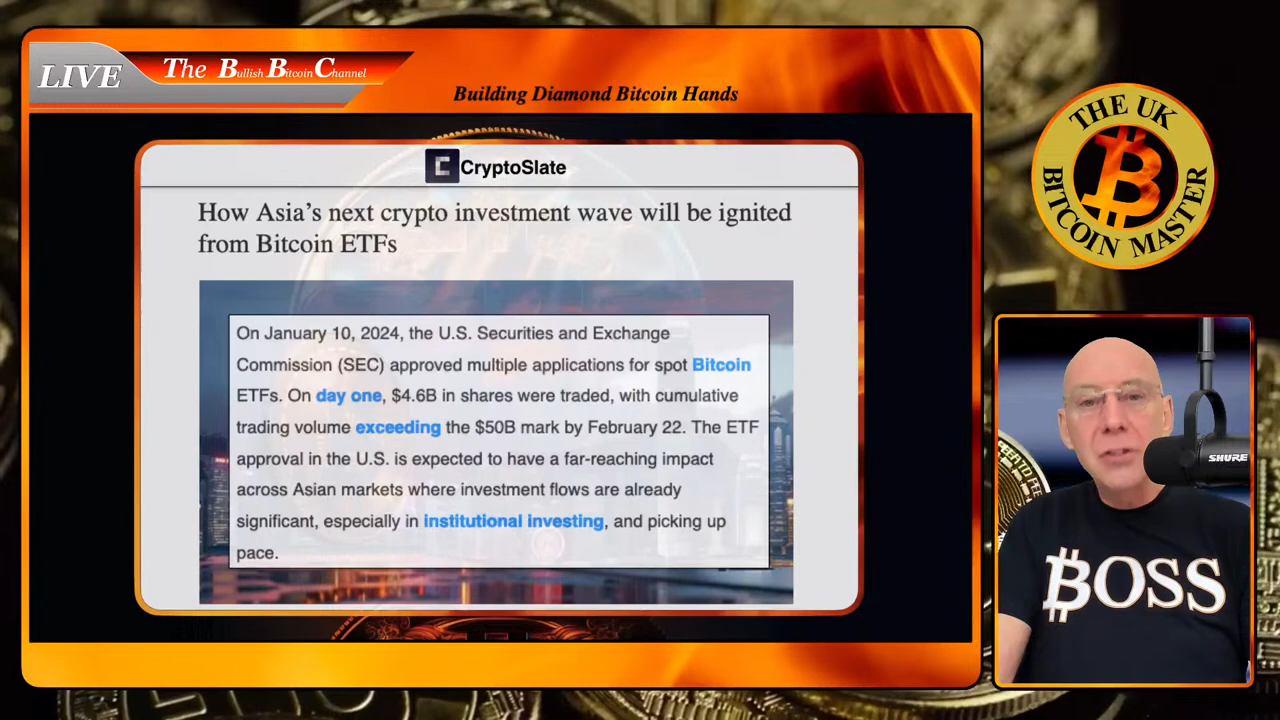 LIVE
The Bullish Bitcoin Channel
Building Diamond Bitcoin Hands
CryptoSlate
How Asia's next crypto investment wave will be ignited
from Bitcoin ETFs
On January 10, 2024, the U.S. Securities and Exchange
Commission (SEC) approved multiple applications for spot Bitcoin
ETFs. On day one, $4.6B in shares were traded, with cumulative
trading volume exceeding the $50B mark by February 22. The ETF
approval in the U.S. is expected to have a far-reaching impact
across Asian markets where investment flows are already
significant, especially in institutional investing, and picking up
pace.
THE UK
BITCOIN MASTER
SHURE
₿OSS